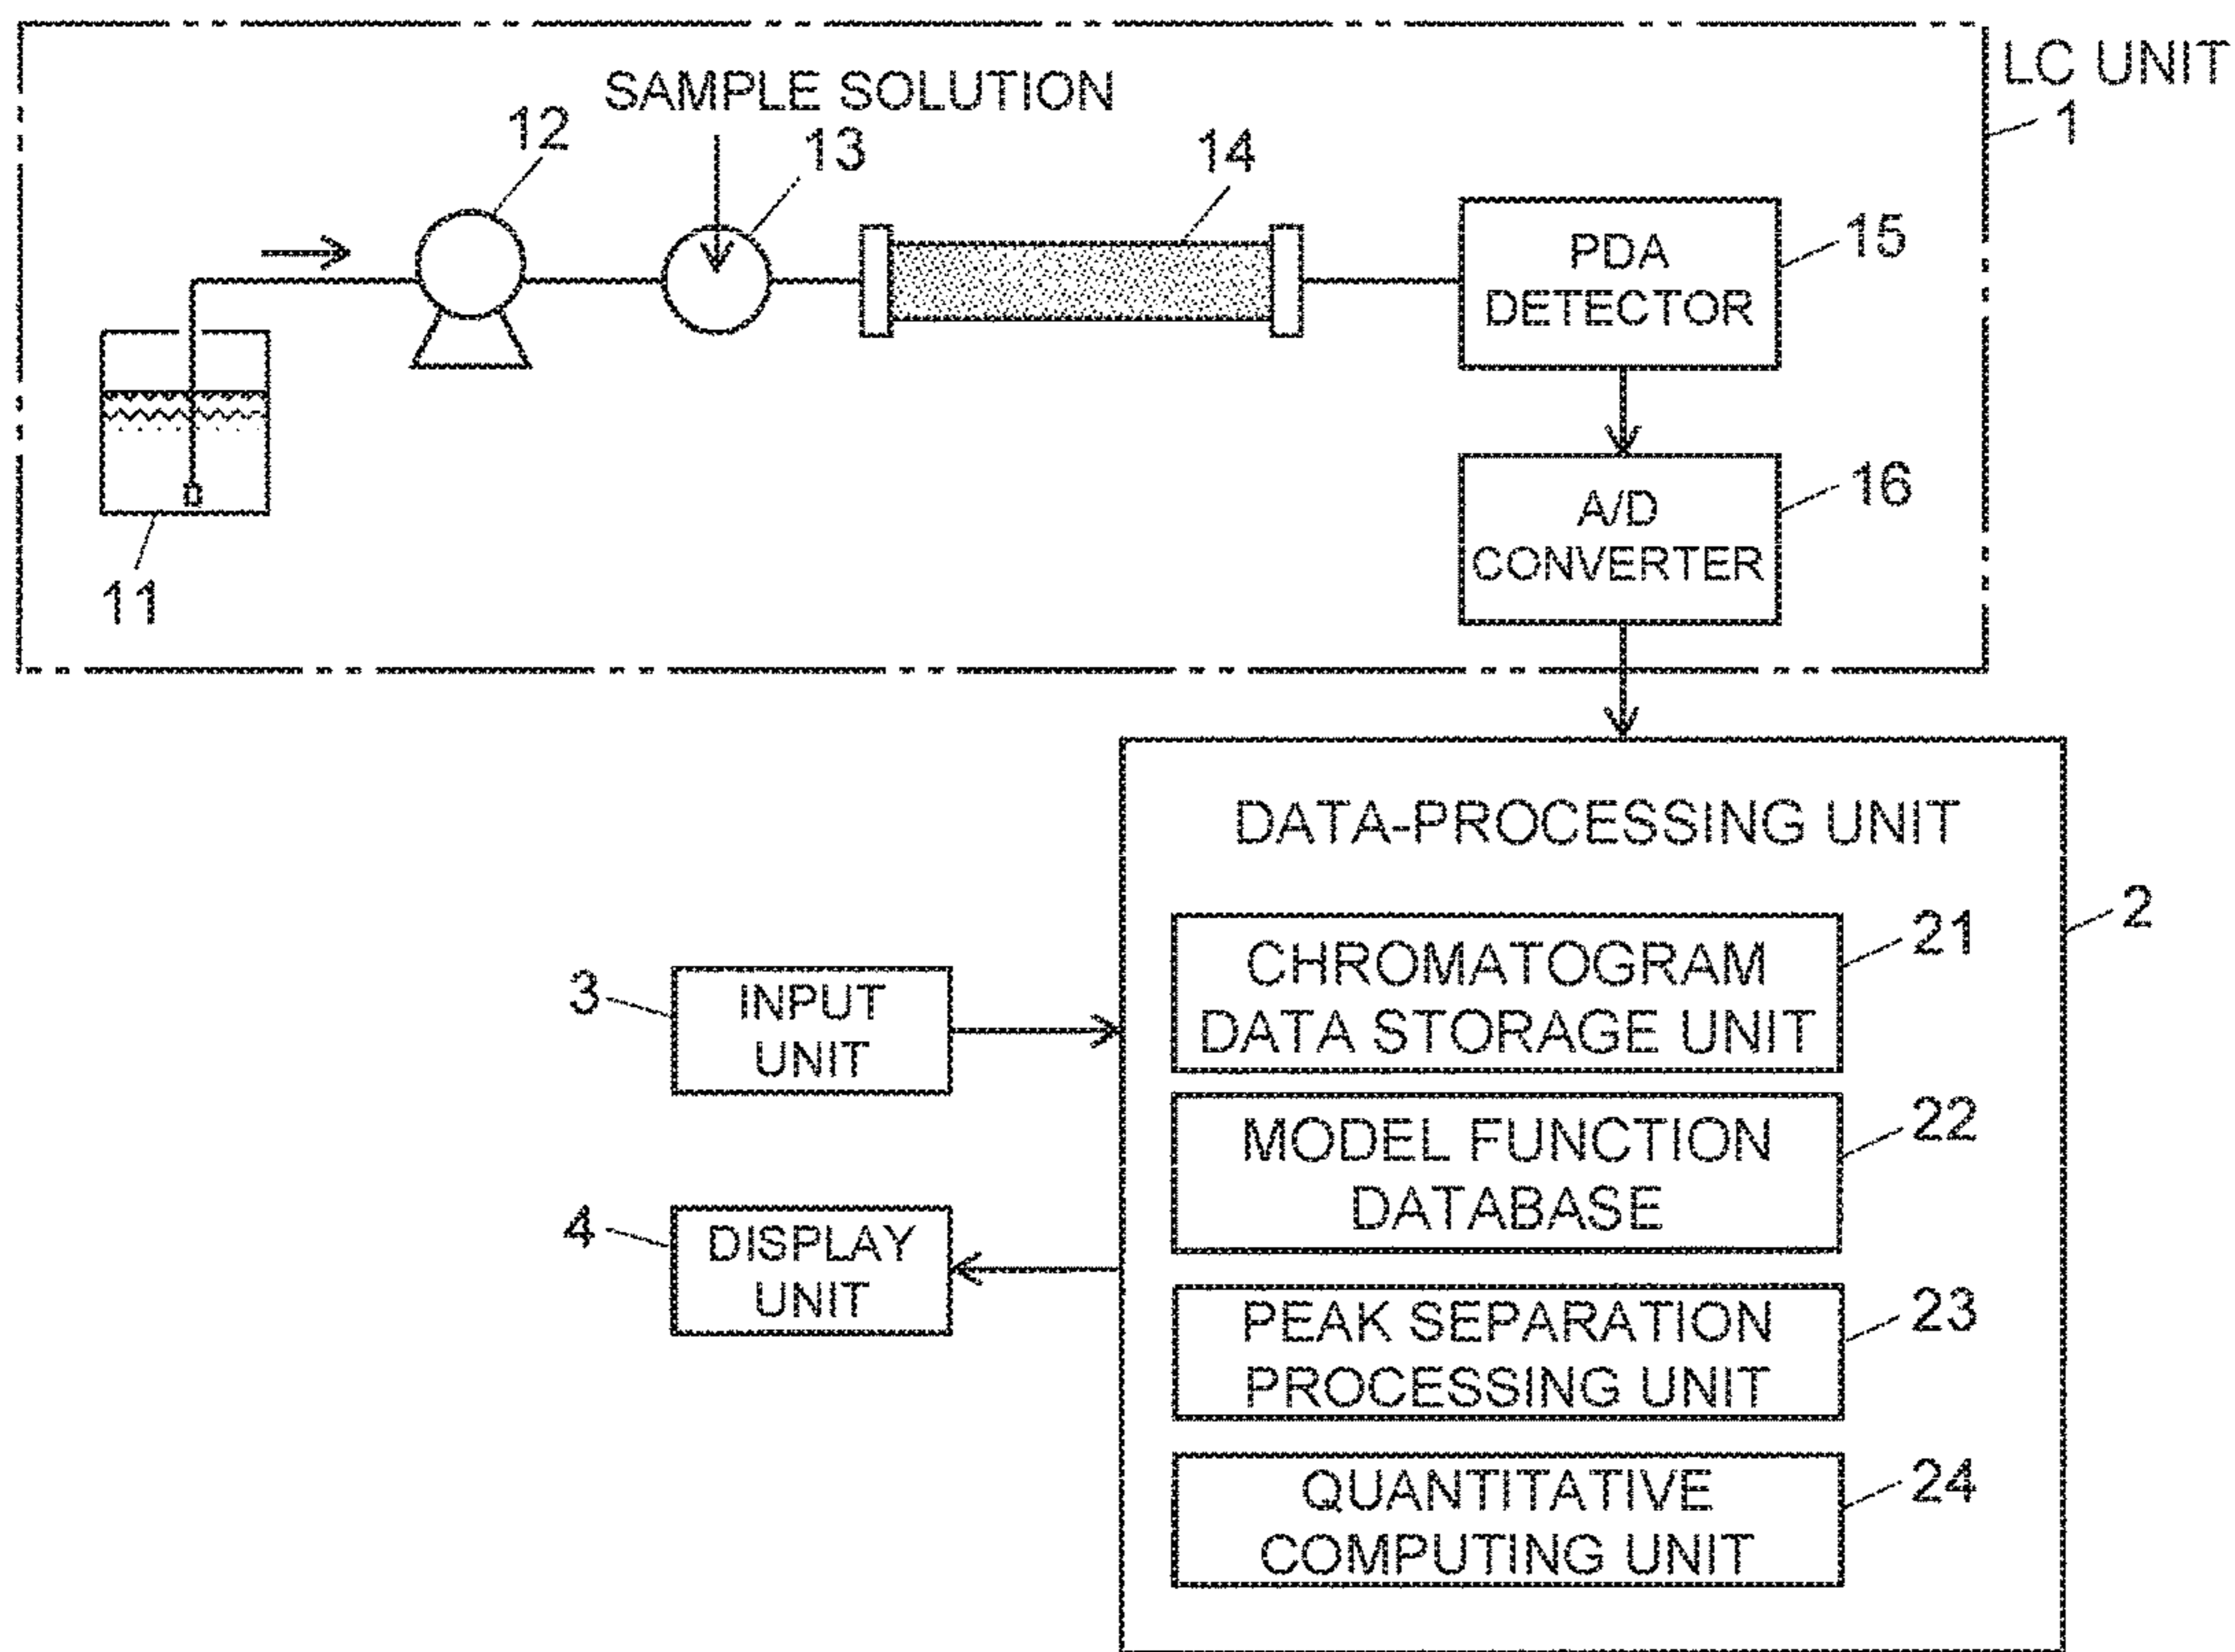 LC UNIT
1
SAMPLE SOLUTION
12
13
14
PDA
DETECTOR
15
A/D
CONVERTER
16
11
DATA-PROCESSING UNIT
2
CHROMATOGRAM
DATA STORAGE UNIT
21
3
INPUT
UNIT
MODEL FUNCTION
DATABASE
22
4
DISPLAY
UNIT
PEAK SEPARATION
PROCESSING UNIT
23
QUANTITATIVE
COMPUTING UNIT
24